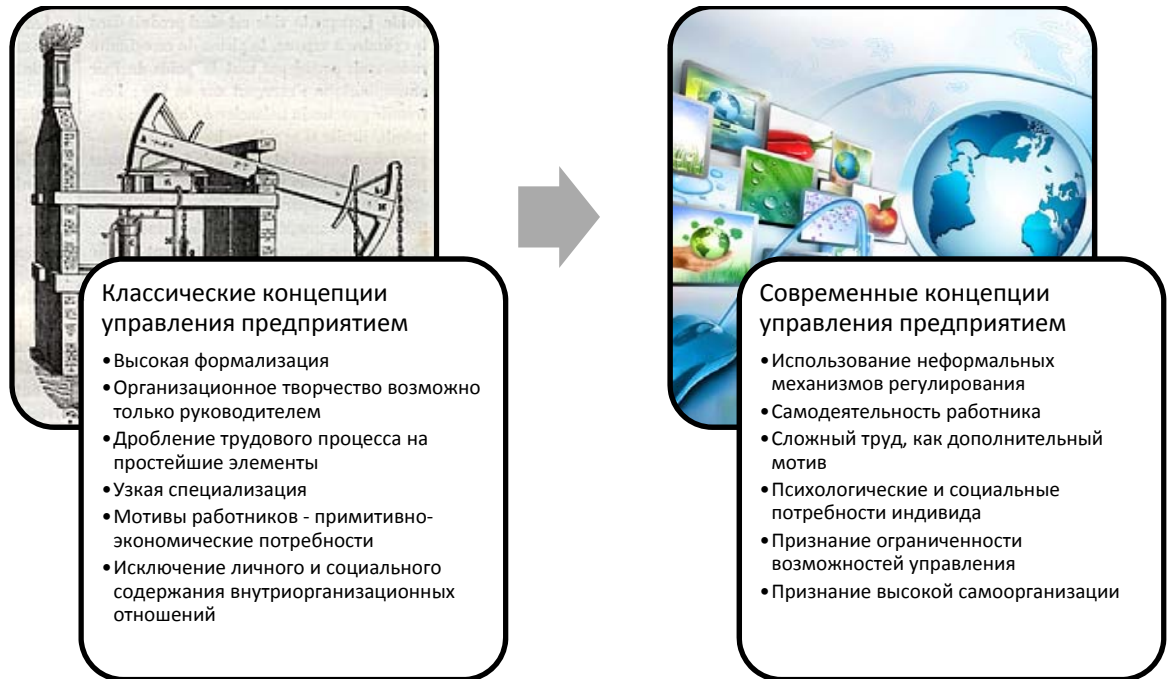 Классические концепции
управления предприятием
•Высокая формализация
•Организационное творчество возможно
только руководителем
•Дробление трудового процесса на
простейшие элементы
•Узкая специализация
•Мотивы работников - примитивно-
экономические потребности
•Исключение личного и социального
содержания внутриорганизационных
отношений
Современные концепции
управления предприятием
•Использование неформальных
механизмов регулирования
•Самодеятельность работника
•Сложный труд, как дополнительный
мотив
•Психологические и социальные
потребности индивида
•Признание ограниченности
возможностей управления
•Признание высокой самоорганизации